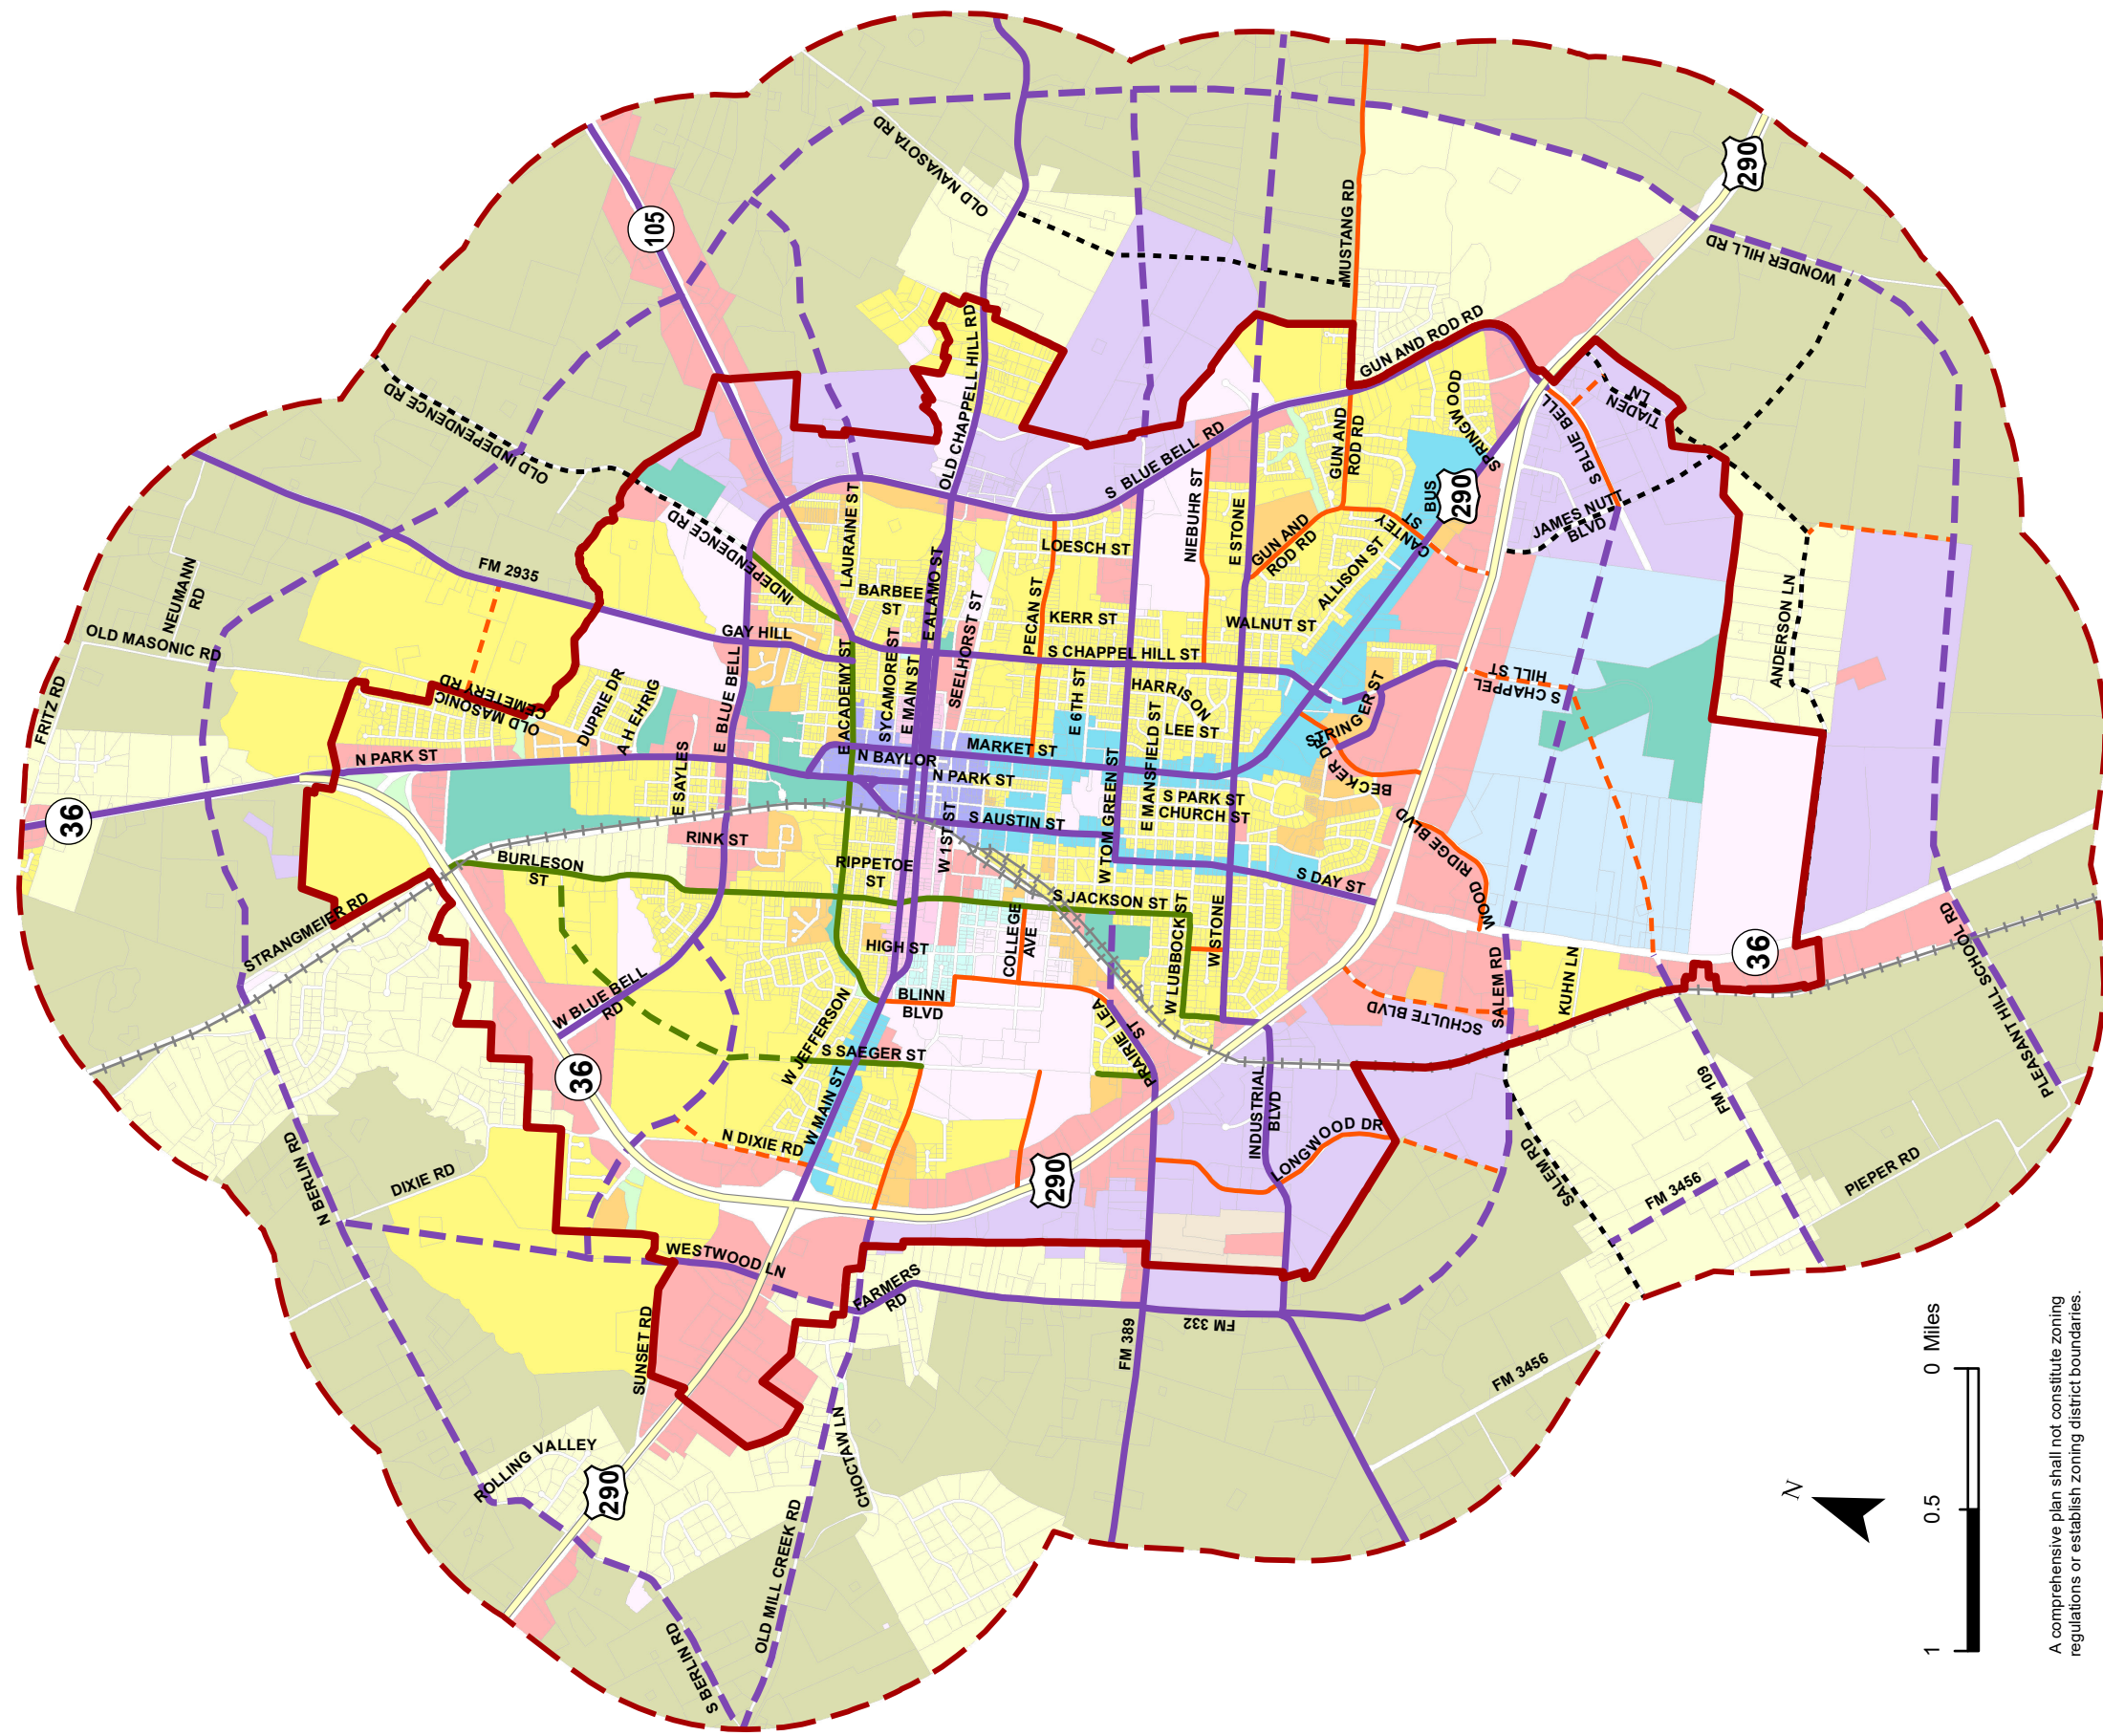 105
OLD NAVASOTA RD
290
MUSTANG RD
WONDER HILL RD
OLD INDEPENDENCE RD
OLD INDEPENDENCE RD
GUN AND ROD RD
OLD CHAPPELL HILL RD
TIADEN
LN
S BLUE BELL
SPRINGWOOD
GUN AND
ROD RD
S BLUE BELL RD
BUS
290
NIEBUHR ST
E STONE
JAMES NUTT
BLVD
CANTEY
ST
GUN AND
ROD RD
ALLISON ST
LOESCH ST
LAURAINE ST
INDEPENDENCE RD
FM 2935
NEUMANN
RD
OLD MASONIC RD
BARBEE
ST
E ALAMO ST
PECAN ST
KERR ST
WALNUT ST
GAY HILL
SEELHORST ST
S CHAPPEL HILL ST
SYCAMORE ST
E MAIN ST
E ACADEMY ST
E BLUE BELL
ANDERSON LN
S CHAPPEL
HILL ST
FRITZ RD
OLD MASONIC
CEMETERY RD
DUPRIE DR
A H EHRIG
HARRISON
E 6TH ST
LEE ST
E MANSFIELD ST
STRINGER ST
BECKER DR
MARKET ST
N BAYLOR
N PARK ST
N PARK ST
E SAYLES
36
S PARK ST
CHURCH ST
W TOM GREEN ST
S AUSTIN ST
W 1ST ST
RINK ST
WOOD RIDGE BLVD
BURLESON
ST
RIPPETOE
ST
S DAY ST
S JACKSON ST
STRANGMEIER RD
HIGH ST
COLLEGE
AVE
W LUBBOCK ST
W STONE
SALEM RD
KUHN LN
36
PLEASANT HILL SCHOOL RD
BLINN
BLVD
W BLUE BELL
RD
PRAIRIE LEA
ST
SCHULTE BLVD
36
S SAEGER ST
W JEFFERSON
W MAIN ST
N DIXIE RD
INDUSTRIAL
BLVD
LONGWOOD DR
FM 109
SALEM RD
N BERLIN RD
DIXIE RD
290
FM 3456
PIEPER RD
WESTWOOD LN
FARMERS
RD
FM 389
FM 332
SUNSET RD
FM 3456
ROLLING VALLEY
290
CHOCTAW LN
OLD MILL CREEK RD
S BERLIN RD
N
1
0.5
0 Miles
A comprehensive plan shall not constitute zoning
regulations or establish zoning district boundaries.